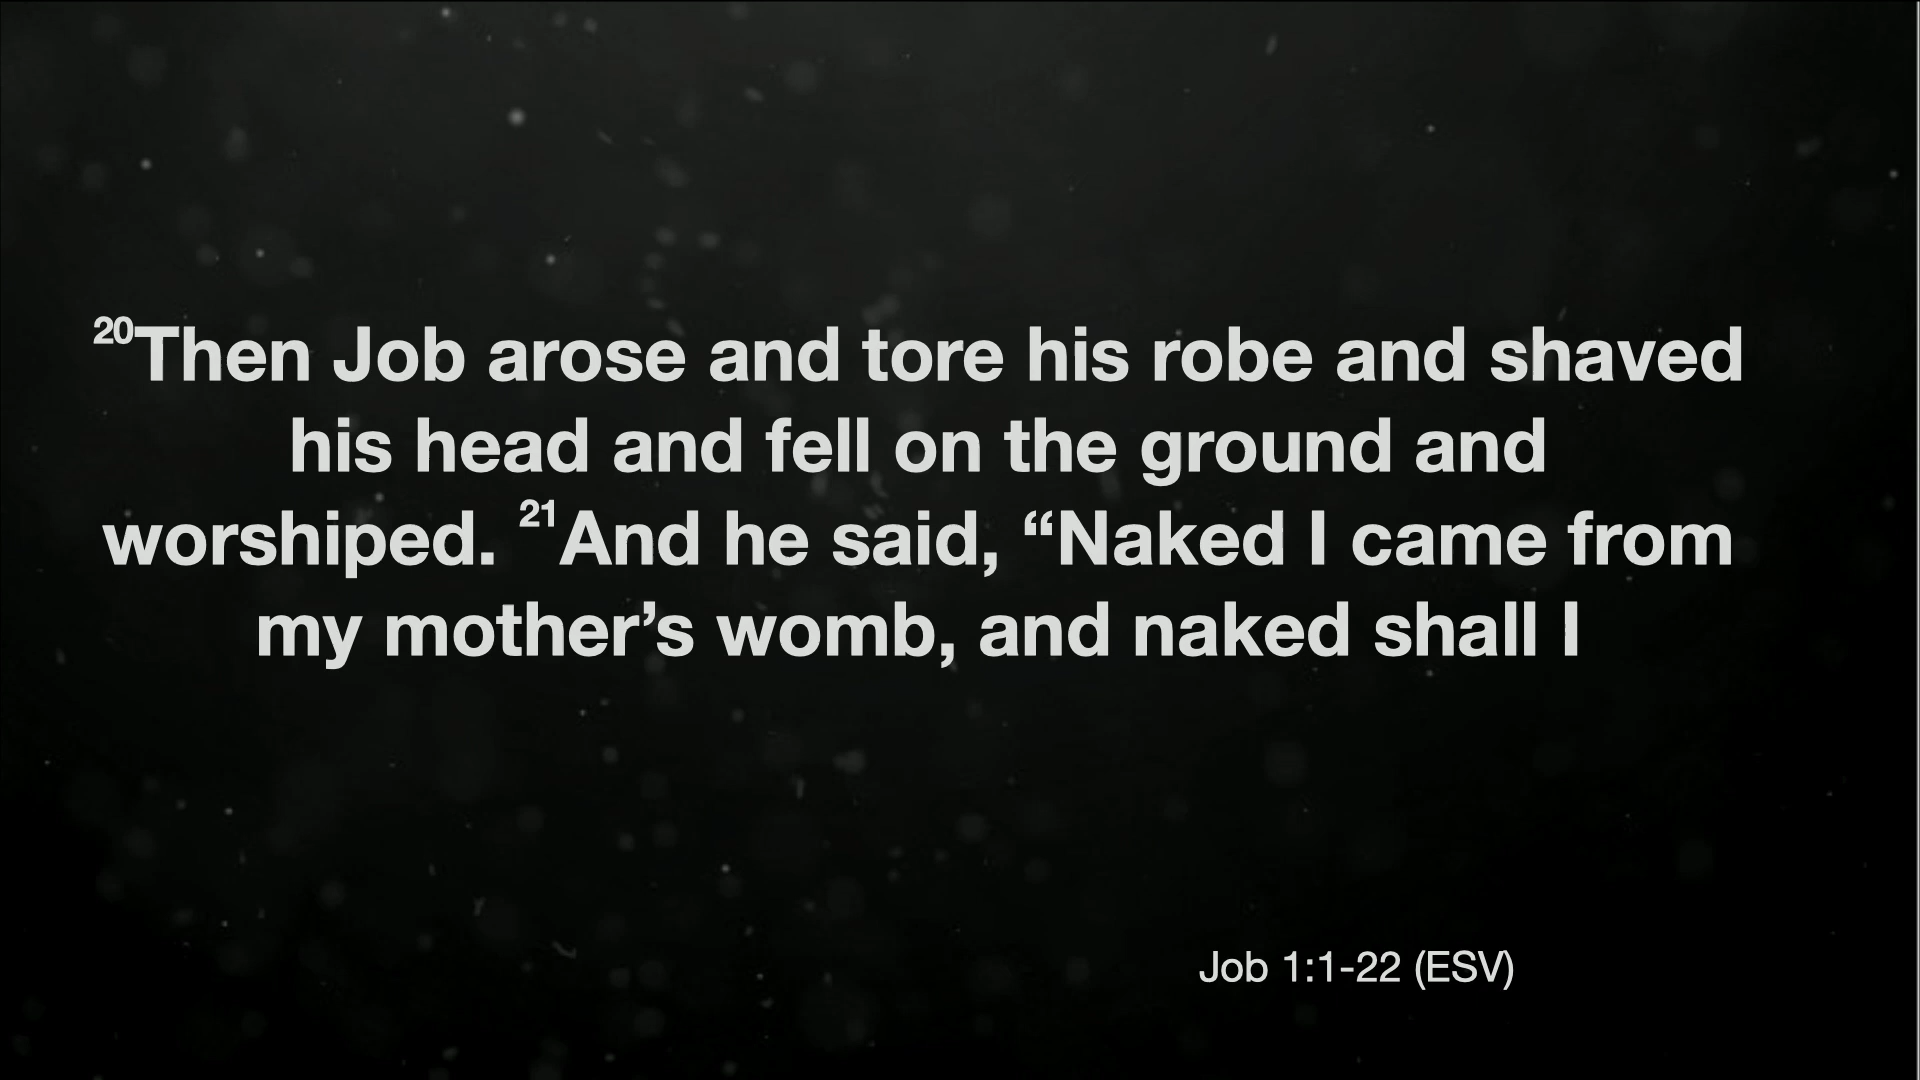 20Then Job arose and tore his robe and shaved
his head and fell on the ground and
worshiped. 21And he said, “Naked I came from
my mother’s womb, and naked shall I
Job 1:1-22 (ESV)